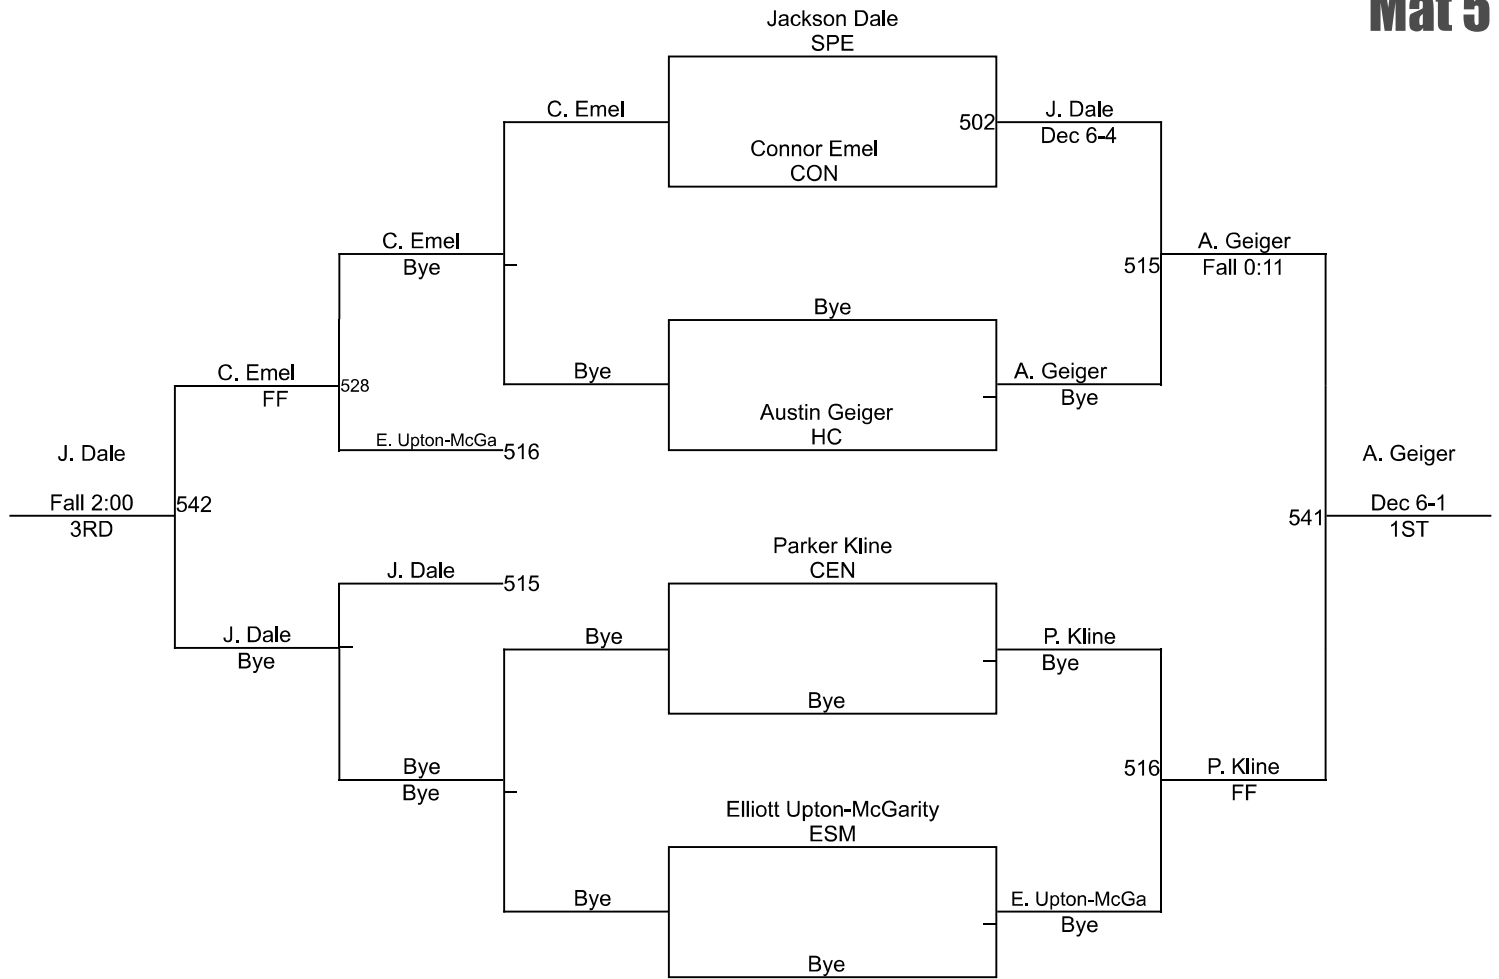 Mat 5
Jackson Dale
SPE
C. Emel
502
J. Dale
Dec 6-4
Connor Emel
CON
C. Emel
Bye
515
A. Geiger
Fall 0:11
Bye
C. Emel
FF
528
Bye
A. Geiger
Bye
Austin Geiger
HC
E. Upton-McGa
516
J. Dale
Fall 2:00
3RD
542
A. Geiger
541
Dec 6-1
1ST
Parker Kline
CEN
J. Dale
515
J. Dale
Bye
Bye
P. Kline
Bye
Bye
Bye
Bye
516
P. Kline
FF
Elliott Upton-McGarity
ESM
Bye
E. Upton-McGa
Bye
Bye